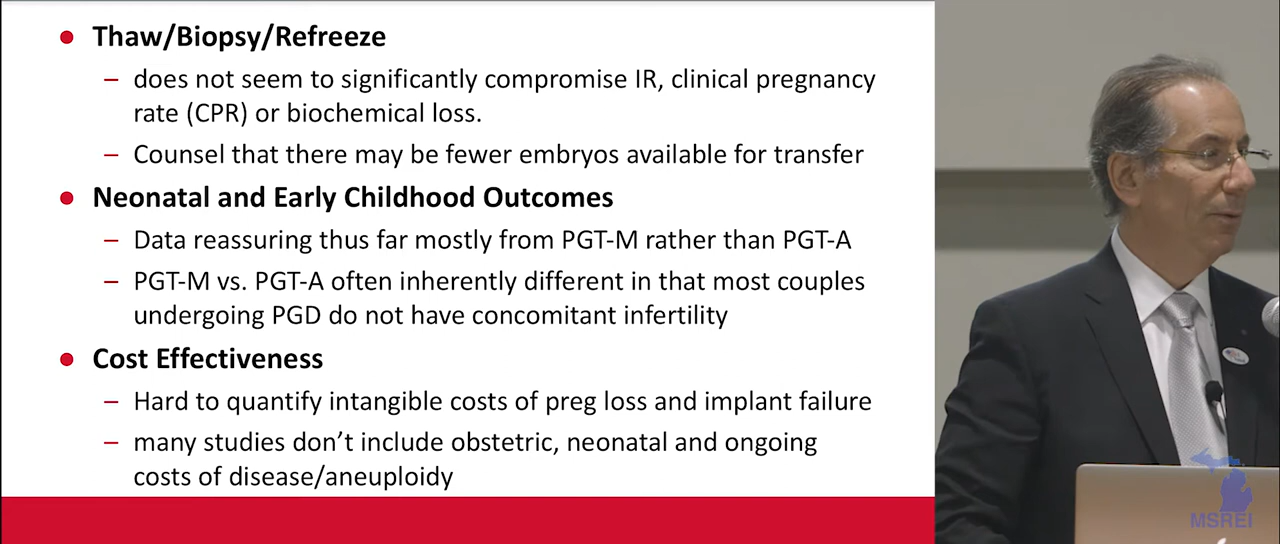 Thaw/Biopsy/Refreeze
– does not seem to significantly compromise IR, clinical pregnancy
rate (CPR) or biochemical loss.
– Counsel that there may be fewer embryos available for transfer
Neonatal and Early Childhood Outcomes
– Data reassuring thus far mostly from PGT-M rather than PGT-A
– PGT-M vs. PGT-A often inherently different in that most couples
undergoing PGD do not have concomitant infertility
Cost Effectiveness
– Hard to quantify intangible costs of preg loss and implant failure
– many studies don’t include obstetric, neonatal and ongoing
costs of disease/aneuploidy
MSREI